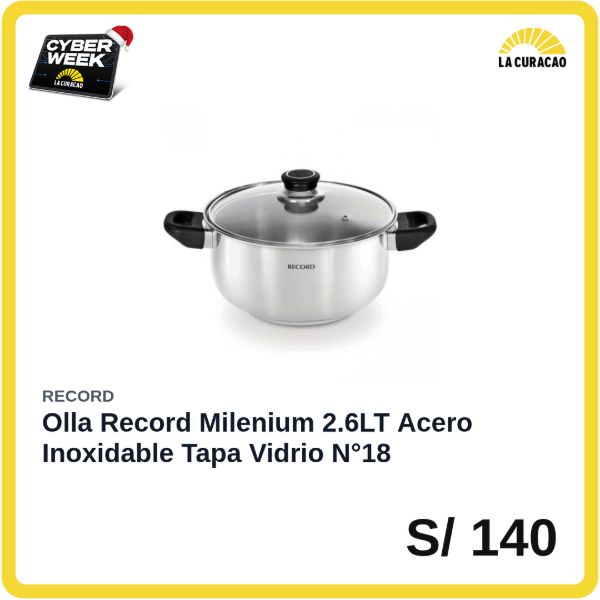 CYBER
WEEK
LA CURACAO
LA CURACAO
RECORD
RECORD
Olla Record Milenium 2.6LT Acero
Inoxidable Tapa Vidrio N°18
S/ 140